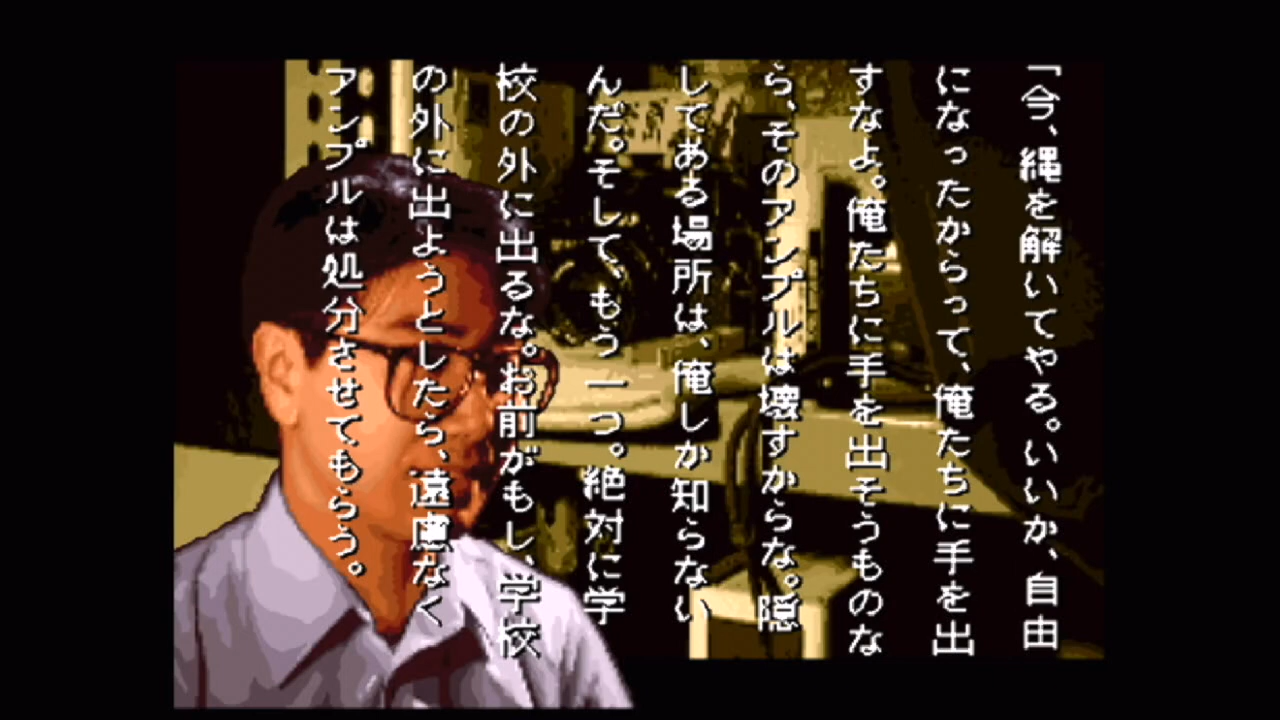 「今、縄を解いてやる。いいか、自由
になったからって、俺たちに手を出
すなよ。俺たちに手を出そうものな
ら、そのアンプルは壊すからな。隠
してある場所は、俺しか知らない
んだ。そして、もう一つ。絶対に学
校の外に出るな。お前がもし、学校
の外に出ようとしたら、遠慮なく
アンプルは処分させてもらう。